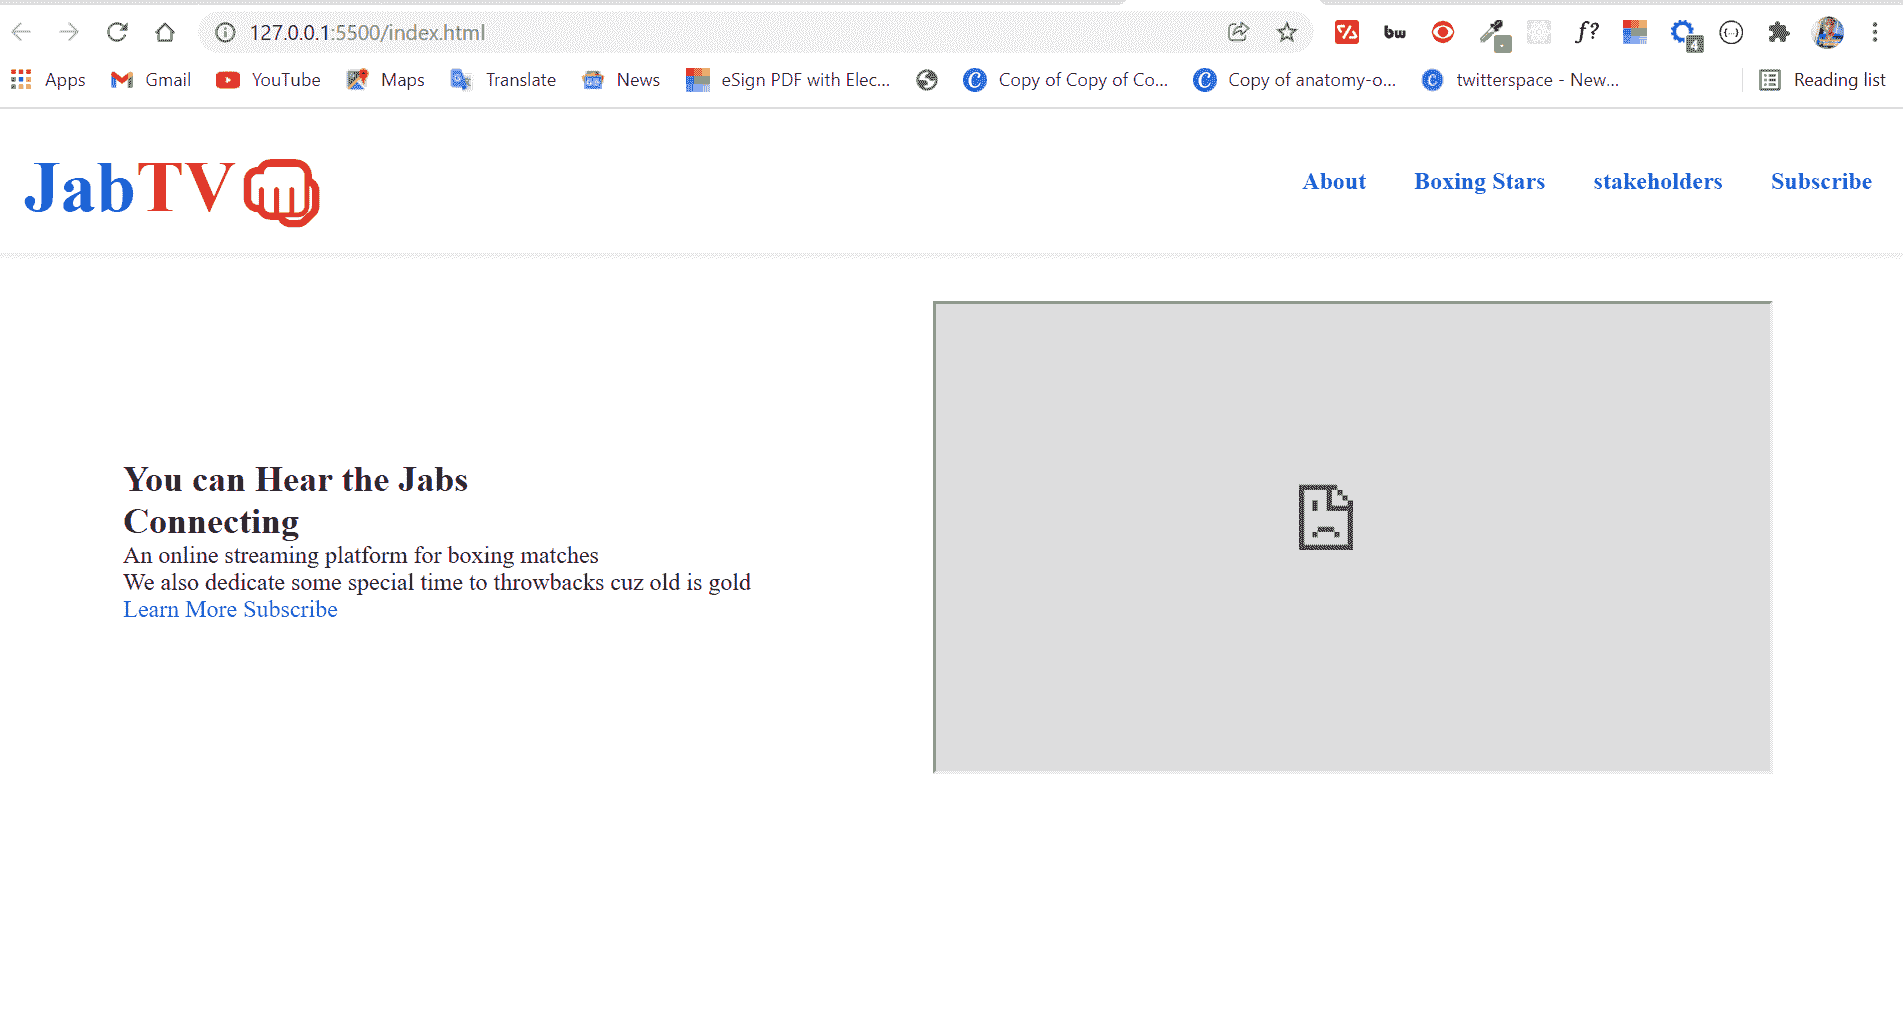 127.0.0.1:5500/index.html
bw
f?
4
Apps Gmail YouTube Maps Translate News eSign PDF with Elec... Copy of Copy of Co... Copy of anatomy-o... twitterspace - New... Reading list
JabTV About Boxing Stars stakeholders Subscribe
You can Hear the Jabs
Connecting
An online streaming platform for boxing matches
We also dedicate some special time to throwbacks cuz old is gold
Learn More Subscribe